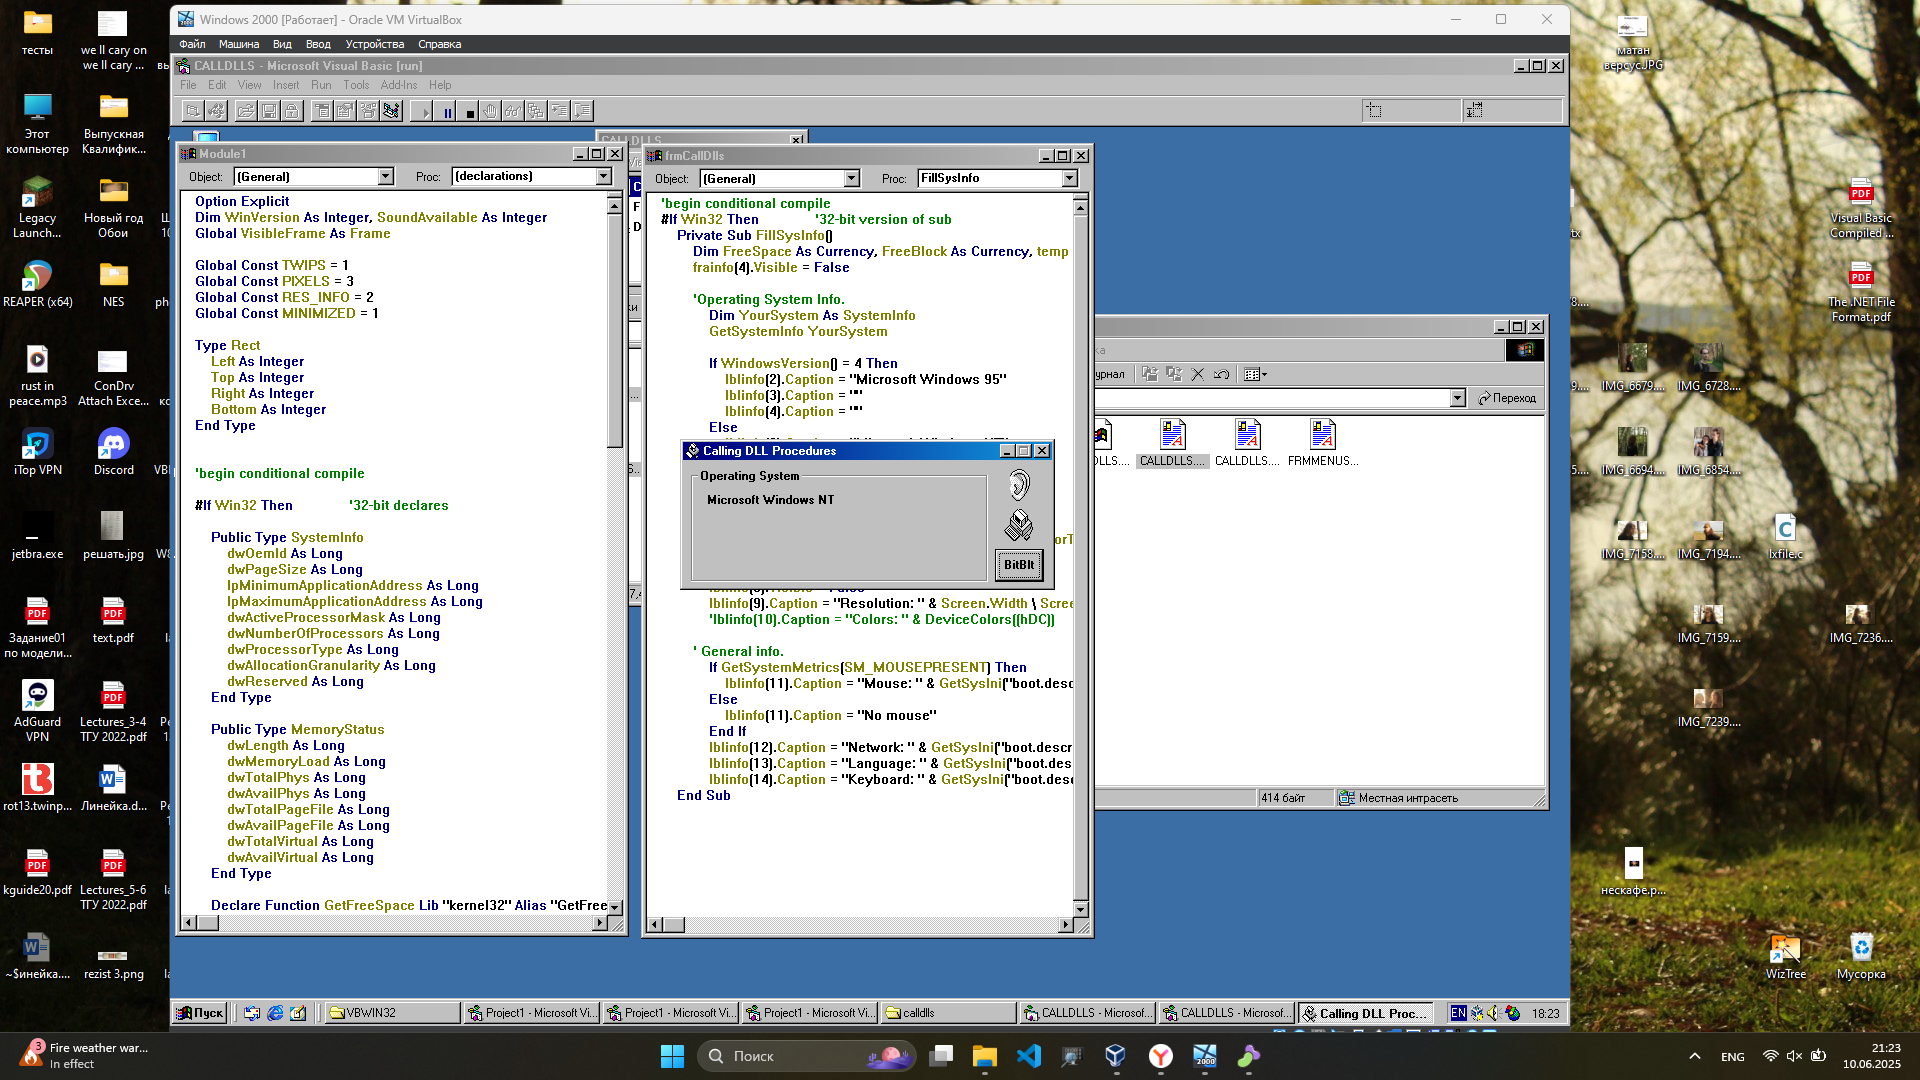 тесты
we ll cary on
we ll cary ...
Этот
компьютер
Выпускная
Квалифик...
Legacy
Launch...
Новый год
Обои
REAPER (x64)
NES
rust in
peace.mp3
ConDrv
Attach Exce...
iTop VPN
Discord
jetbra.exe
решать.jpg
Задание01
по модели...
text.pdf
AdGuard
VPN
Lectures_3-4
ТГУ 2022.pdf
rot13.twinp...
Линейка.d...
kguide20.pdf
Lectures_5-6
ТГУ 2022.pdf
~$инейка....
rezist 3.png
Windows 2000 [Работает] - Oracle VM VirtualBox
Файл Машина Вид Ввод Устройства Справка
CALLDLLS - Microsoft Visual Basic [run]
File Edit View Insert Run Tools Add-Ins Help
CALLDLLS
Module1
Object: (General) Proc: (declarations)
Option Explicit
Dim WinVersion As Integer, SoundAvailable As Integer
Global VisibleFrame As Frame
Global Const TWIPS = 1
Global Const PIXELS = 3
Global Const RES_INFO = 2
Global Const MINIMIZED = 1
Type Rect
Left As Integer
Top As Integer
Right As Integer
Bottom As Integer
End Type
'begin conditional compile
#If Win32 Then '32-bit declares
Public Type SystemInfo
dwOemId As Long
dwPageSize As Long
lpMinimumApplicationAddress As Long
lpMaximumApplicationAddress As Long
dwActiveProcessorMask As Long
dwNumberOfProcessors As Long
dwProcessorType As Long
dwAllocationGranularity As Long
dwReserved As Long
End Type
Public Type MemoryStatus
dwLength As Long
dwMemoryLoad As Long
dwTotalPhys As Long
dwAvailPhys As Long
dwTotalPageFile As Long
dwAvailPageFile As Long
dwTotalVirtual As Long
dwAvailVirtual As Long
End Type
Declare Function GetFreeSpace Lib "kernel32" Alias "GetFree
frmCallDlls
Object: (General) Proc: FillSysInfo
'begin conditional compile
#If Win32 Then '32-bit version of sub
Private Sub FillSysInfo()
Dim FreeSpace As Currency, FreeBlock As Currency, temp
frainfo(4).Visible = False
'Operating System Info.
Dim YourSystem As SystemInfo
GetSystemInfo YourSystem
If WindowsVersion() = 4 Then
lblinfo(2).Caption = "Microsoft Windows 95"
lblinfo(3).Caption = ""
lblinfo(4).Caption = ""
Else
Calling DLL Procedures
Operating System
Microsoft Windows NT
BitBlt
lblinfo(9).Caption = "Resolution: " & Screen.Width \ Scree
'lblinfo(10).Caption = "Colors: " & DeviceColors((hDC))
' General info.
If GetSystemMetrics(SM_MOUSEPRESENT) Then
lblinfo(11).Caption = "Mouse: " & GetSysIni("boot.desc
Else
lblinfo(11).Caption = "No mouse"
End If
lblinfo(12).Caption = "Network: " & GetSysIni("boot.descr
lblinfo(13).Caption = "Language: " & GetSysIni("boot.des
lblinfo(14).Caption = "Keyboard: " & GetSysIni("boot.desc
End Sub
урнал
Переход
DLLS....
CALLDLLS....
CALLDLLS....
FRMMENUS...
414 байт
Местная интрасеть
Пуск
VBWIN32
Project1 - Microsoft Vi...
Project1 - Microsoft Vi...
Project1 - Microsoft Vi...
calldlls
CALLDLLS - Microsof...
CALLDLLS - Microsof...
Calling DLL Proc...
EN
18:23
матан
версус.JPG
Visual Basic
Compiled ...
The .NET File
Format.pdf
IMG_6679....
IMG_6728....
IMG_6694....
IMG_6854....
IMG_7158....
IMG_7194....
lxfile.c
IMG_7159....
IMG_7236....
IMG_7239....
нескафе.p...
WizTree
Мусорка
3
Fire weather war...
In effect
Поиск
2000
ENG
21:23
10.06.2025